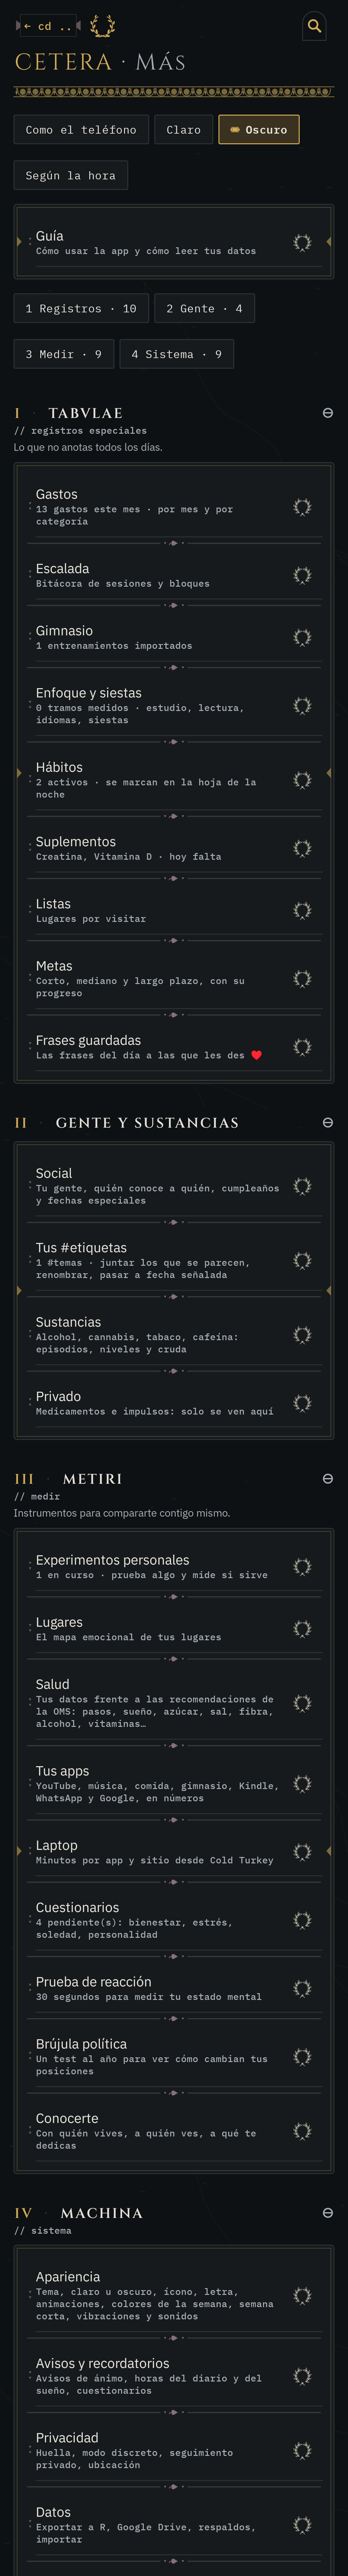 ← cd ..
CETERA · MÁS
Como el teléfono
Claro
Oscuro
Según la hora
Guía
Cómo usar la app y cómo leer tus datos
1 Registros · 10
2 Gente · 4
3 Medir · 9
4 Sistema · 9
I · TABVLAE
// registros especiales
Lo que no anotas todos los días.
Gastos
13 gastos este mes · por mes y por
categoría
Escalada
Bitácora de sesiones y bloques
Gimnasio
1 entrenamientos importados
Enfoque y siestas
0 tramos medidos · estudio, lectura,
idiomas, siestas
Hábitos
2 activos · se marcan en la hoja de la
noche
Suplementos
Creatina, Vitamina D · hoy falta
Listas
Lugares por visitar
Metas
Corto, mediano y largo plazo, con su
progreso
Frases guardadas
Las frases del día a las que les des ♥
II · GENTE Y SUSTANCIAS
Social
Tu gente, quién conoce a quién, cumpleaños
y fechas especiales
Tus #etiquetas
1 #temas · juntar los que se parecen,
renombrar, pasar a fecha señalada
Sustancias
Alcohol, cannabis, tabaco, cafeína:
episodios, niveles y cruda
Privado
Medicamentos e impulsos: solo se ven aquí
III · METIRI
// medir
Instrumentos para compararte contigo mismo.
Experimentos personales
1 en curso · prueba algo y mide si sirve
Lugares
El mapa emocional de tus lugares
Salud
Tus datos frente a las recomendaciones de
la OMS: pasos, sueño, azúcar, sal, fibra,
alcohol, vitaminas…
Tus apps
YouTube, música, comida, gimnasio, Kindle,
WhatsApp y Google, en números
Laptop
Minutos por app y sitio desde Cold Turkey
Cuestionarios
4 pendiente(s): bienestar, estrés,
soledad, personalidad
Prueba de reacción
30 segundos para medir tu estado mental
Brújula política
Un test al año para ver cómo cambian tus
posiciones
Conocerte
Con quién vives, a quién ves, a qué te
dedicas
IV · MACHINA
// sistema
Apariencia
Tema, claro u oscuro, ícono, letra,
animaciones, colores de la semana, semana
corta, vibraciones y sonidos
Avisos y recordatorios
Avisos de ánimo, horas del diario y del
sueño, cuestionarios
Privacidad
Huella, modo discreto, seguimiento
privado, ubicación
Datos
Exportar a R, Google Drive, respaldos,
importar